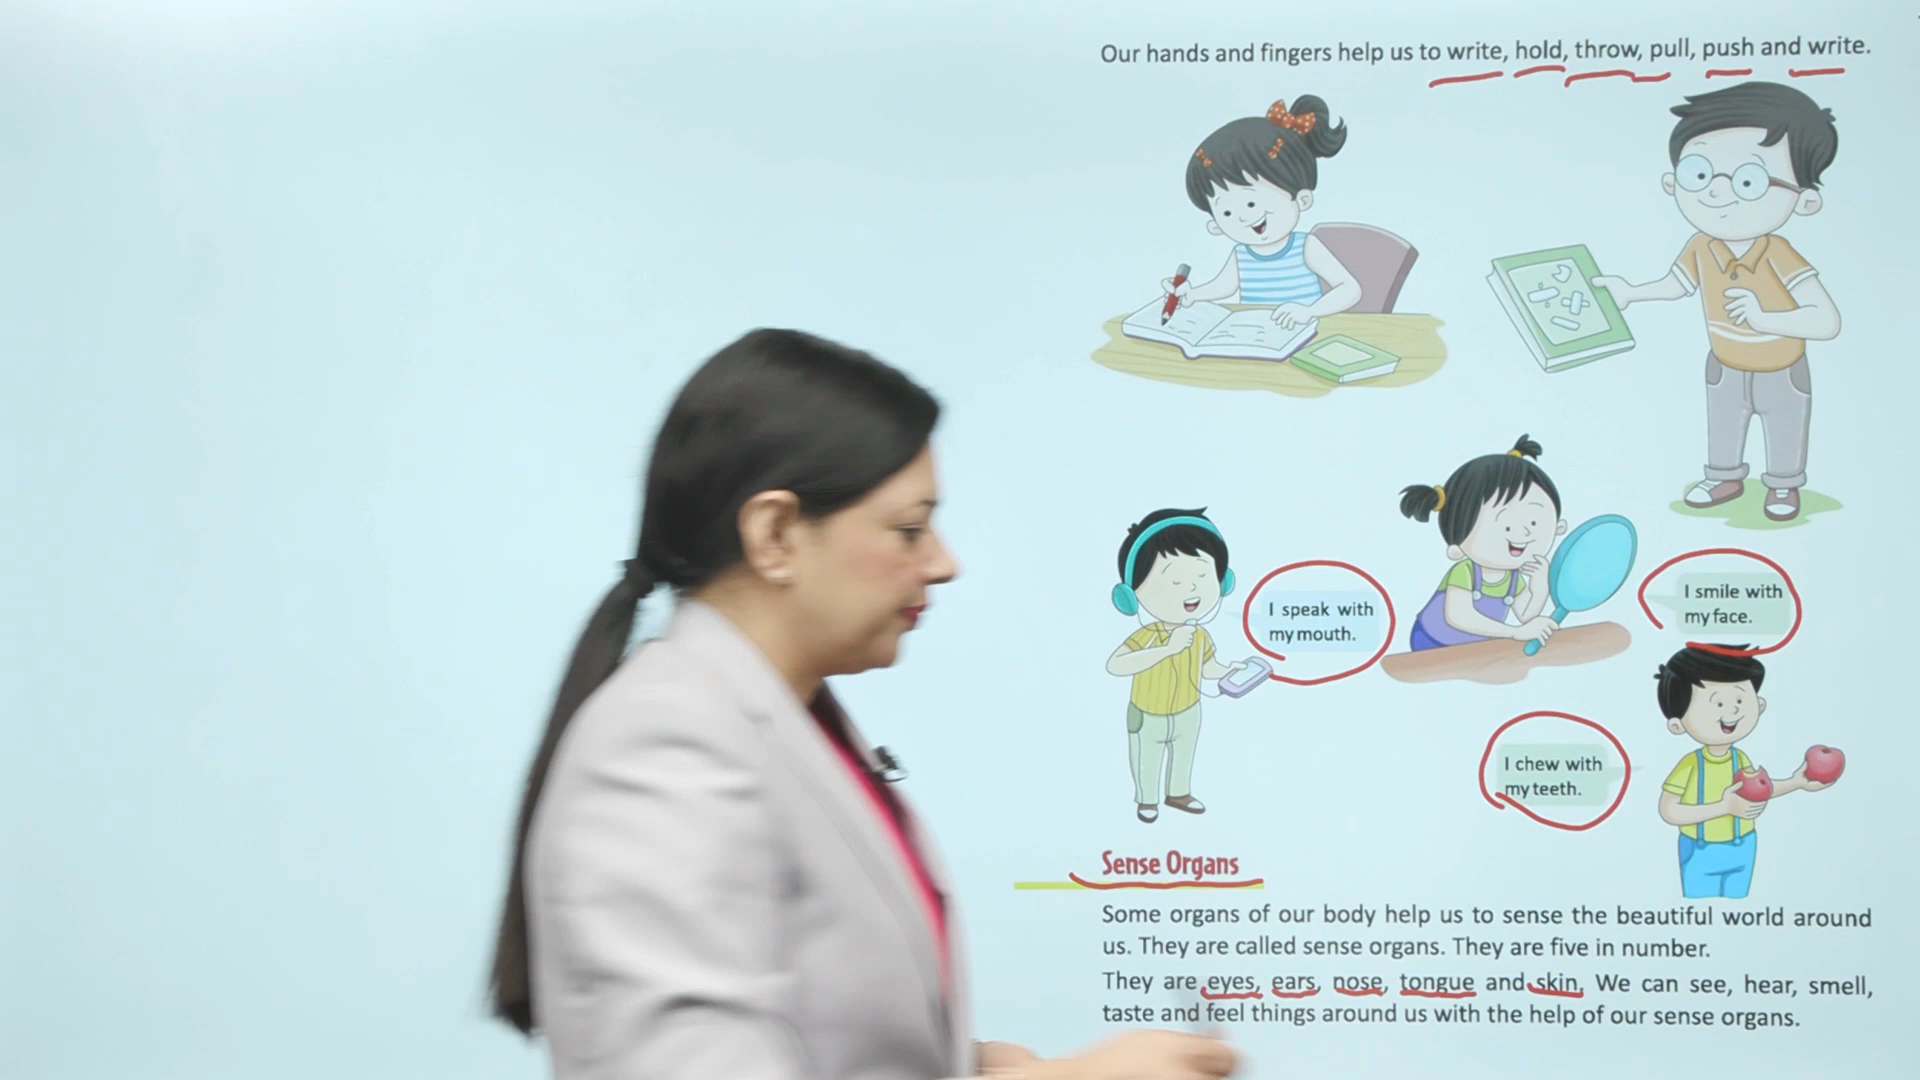 Our hands and fingers help us to write, hold, throw, pull, push and write.
I speak with
my mouth.
I smile with
my face.
I chew with
my teeth.
Sense Organs
Some organs of our body help us to sense the beautiful world around
us. They are called sense organs. They are five in number.
They are eyes, ears, nose, tongue and skin. We can see, hear, smell,
taste and feel things around us with the help of our sense organs.